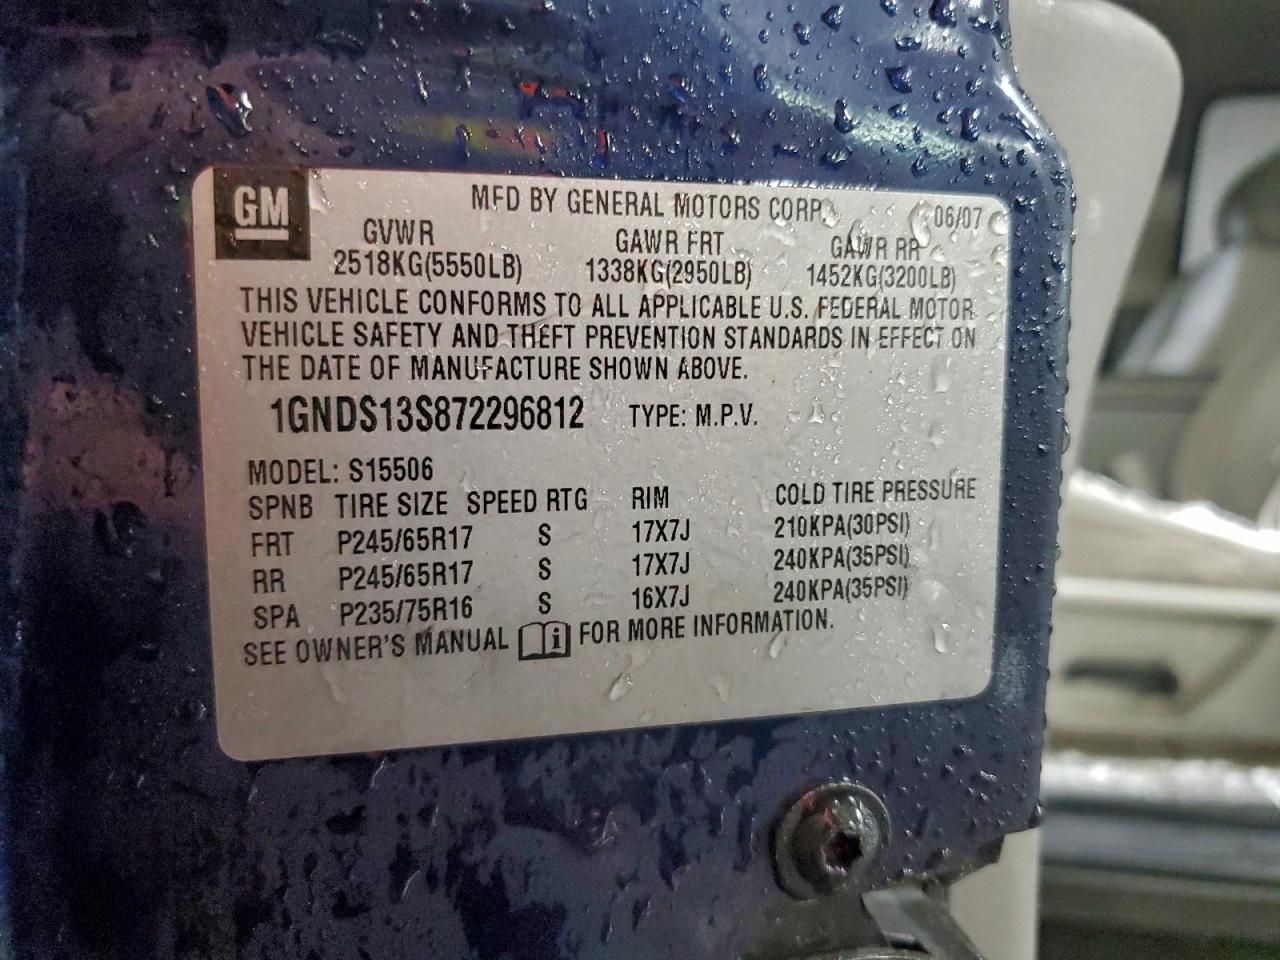 GM
MFD BY GENERAL MOTORS CORP. 06/07
GVWR GAWR FRT GAWR RR
2518KG(5550LB) 1338KG(2950LB) 1452KG(3200LB)
THIS VEHICLE CONFORMS TO ALL APPLICABLE U.S. FEDERAL MOTOR
VEHICLE SAFETY AND THEFT PREVENTION STANDARDS IN EFFECT ON
THE DATE OF MANUFACTURE SHOWN ABOVE.
1GNDS13S872296812 TYPE: M.P.V.
MODEL: S15506
SPNB TIRE SIZE SPEED RTG RIM COLD TIRE PRESSURE
FRT P245/65R17 S 17X7J 210KPA(30PSI)
RR P245/65R17 S 17X7J 240KPA(35PSI)
SPA P235/75R16 S 16X7J 240KPA(35PSI)
SEE OWNER'S MANUAL i FOR MORE INFORMATION.